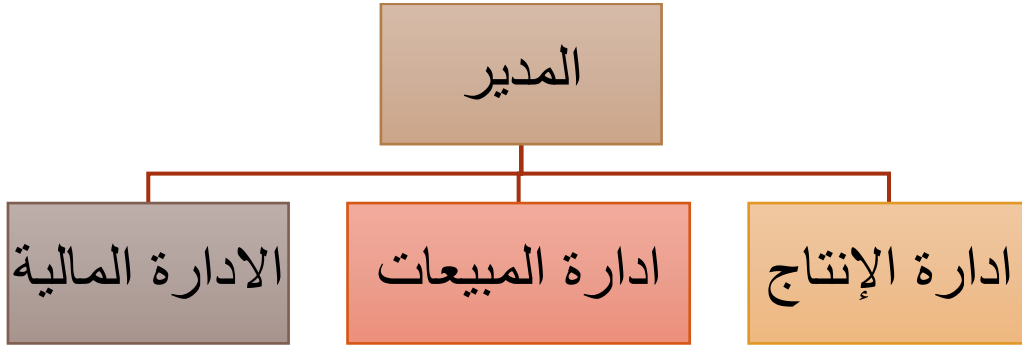 المدير
ادارة الإنتاج
ادارة المبيعات
الادارة المالية